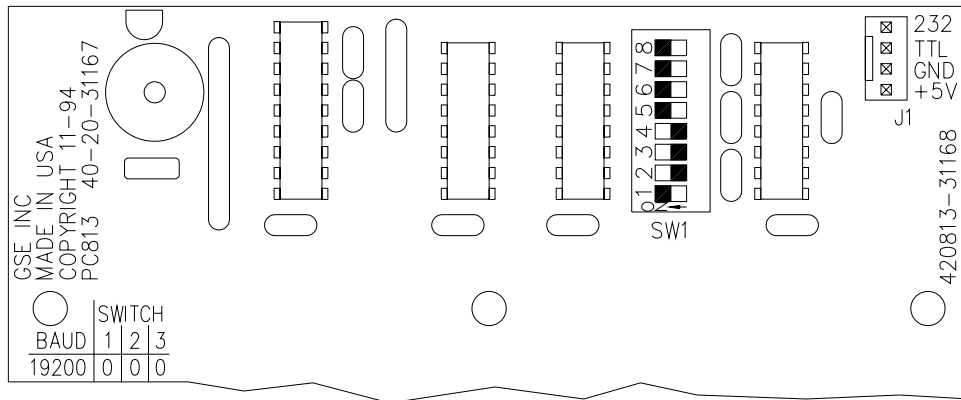 GSE INC
MADE IN USA
COPYRIGHT 11-94
PC813 40-20-31167
8
7
6
5
4
3
2
1
SW1
232
TTL
GND
+5V
J1
420813-31168
SWITCH
BAUD 1 2 3
19200 0 0 0